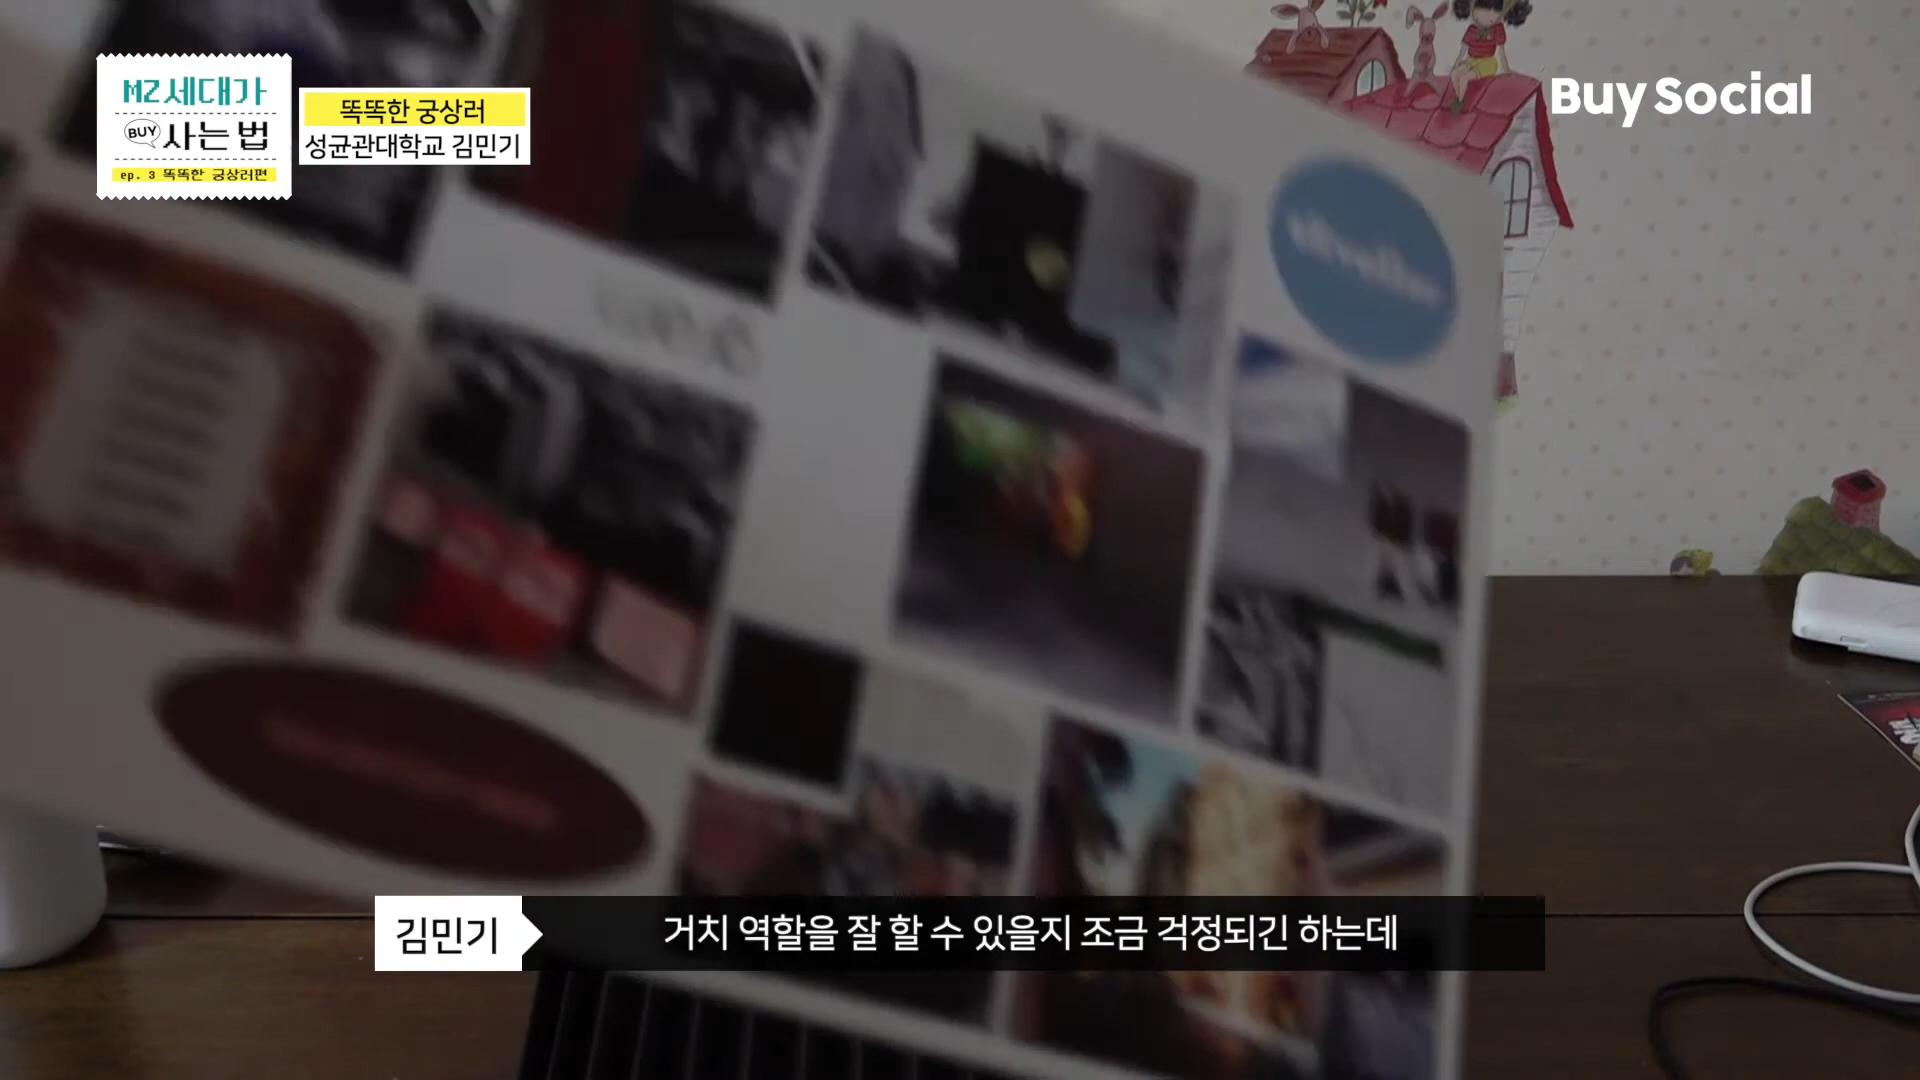 MZ세대가
BUY 사는 법
ep. 3 똑똑한 궁상러편
똑똑한 궁상러
성균관대학교 김민기
Buy Social
김민기
거치 역할을 잘 할 수 있을지 조금 걱정되긴 하는데